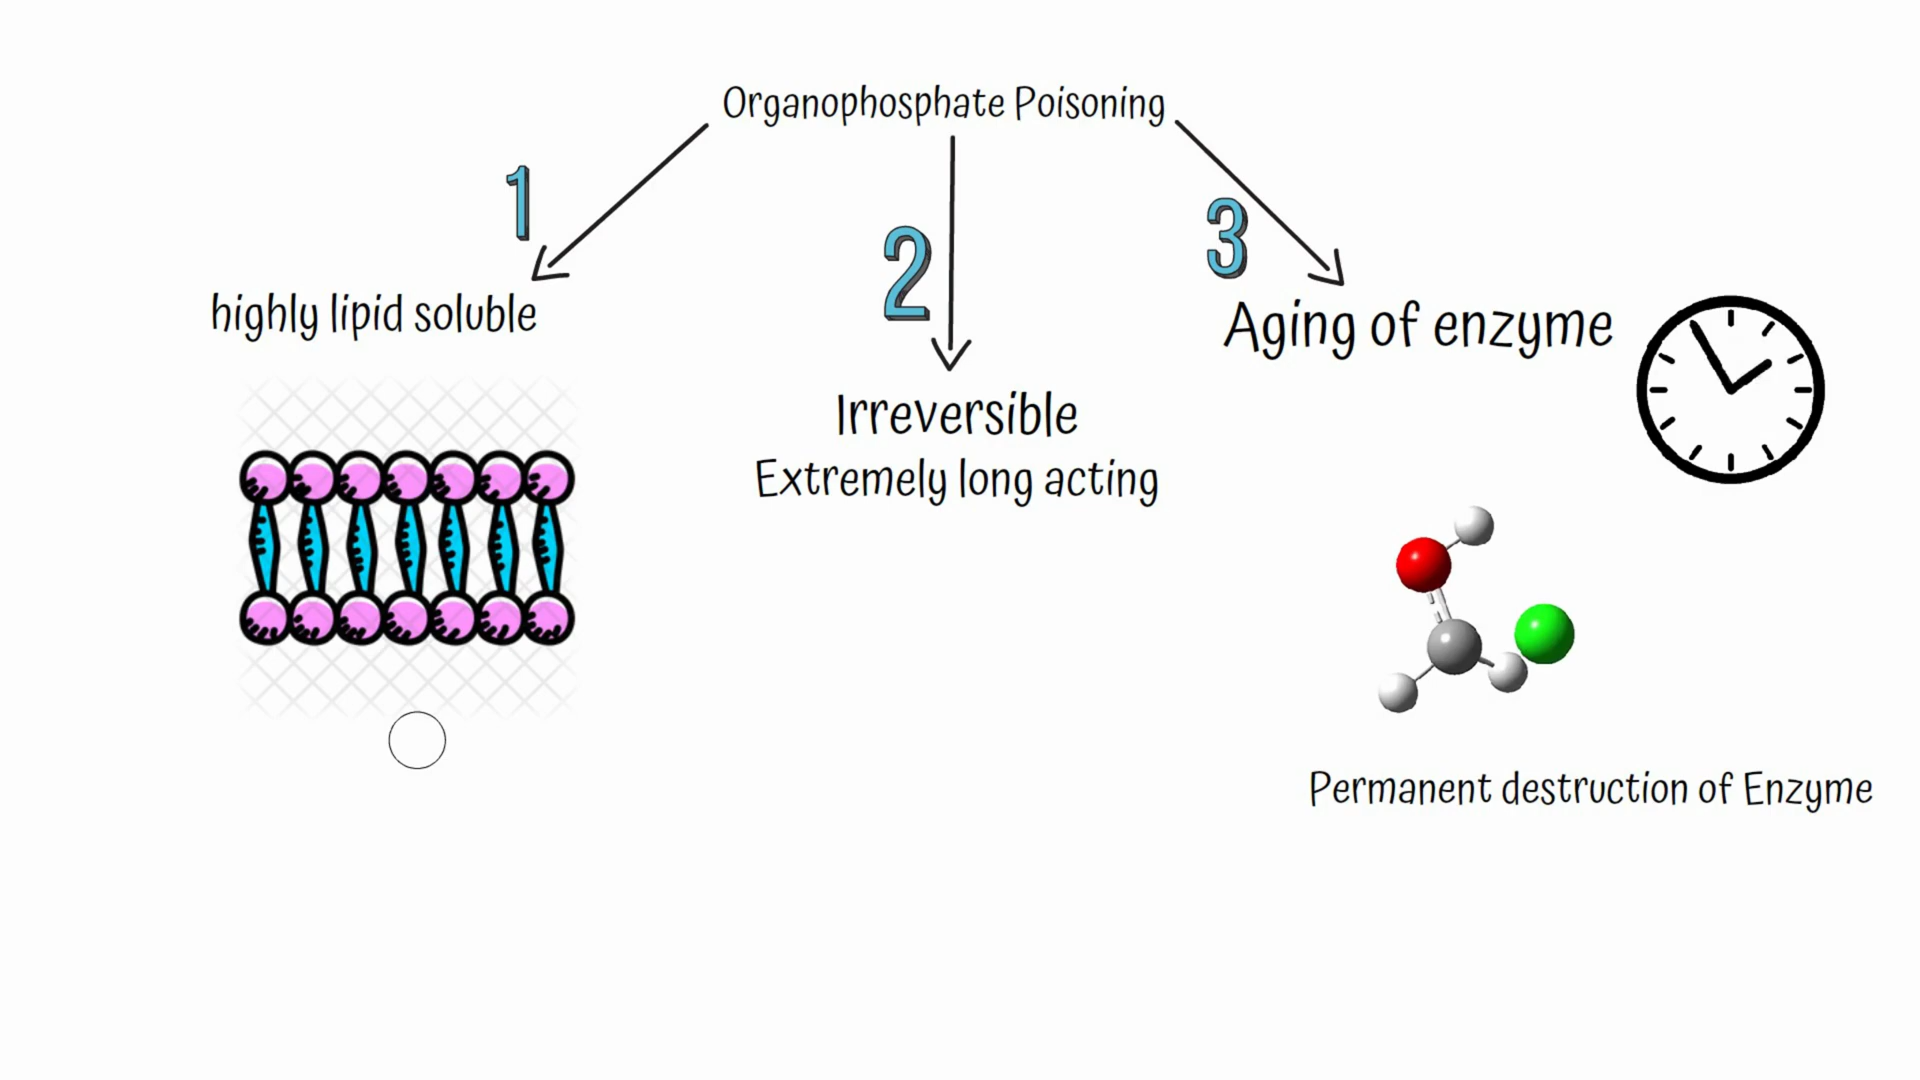 Organophosphate Poisoning
1
highly lipid soluble
2
Irreversible
Extremely long acting
3
Aging of enzyme
Permanent destruction of Enzyme